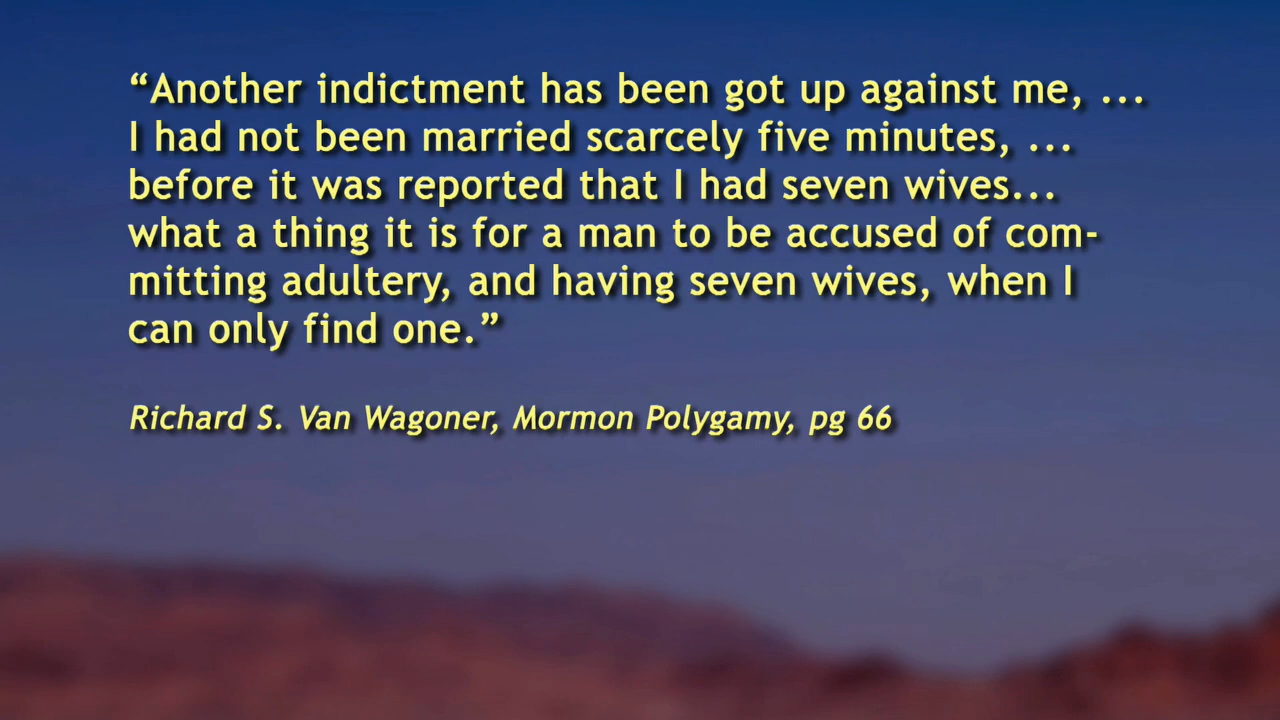 “Another indictment has been got up against me, ...
I had not been married scarcely five minutes, ...
before it was reported that I had seven wives...
what a thing it is for a man to be accused of com-
mitting adultery, and having seven wives, when I
can only find one.”
Richard S. Van Wagoner, Mormon Polygamy, pg 66